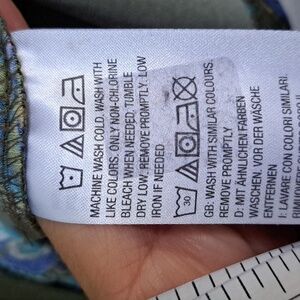 MACHINE WASH COLD. WASH WITH
LIKE COLORS. ONLY NON-CHLORINE
BLEACH WHEN NEEDED. TUMBLE
DRY LOW. REMOVE PROMPTLY. LOW
IRON IF NEEDED.
30
GB: WASH WITH SIMILAR COLOURS.
REMOVE PROMPTLY
D: MIT ÄHNLICHEN FARBEN
WASCHEN. VOR DER WÄSCHE
ENTFERNEN
I: LAVARE CON COLORI SIMILARI.